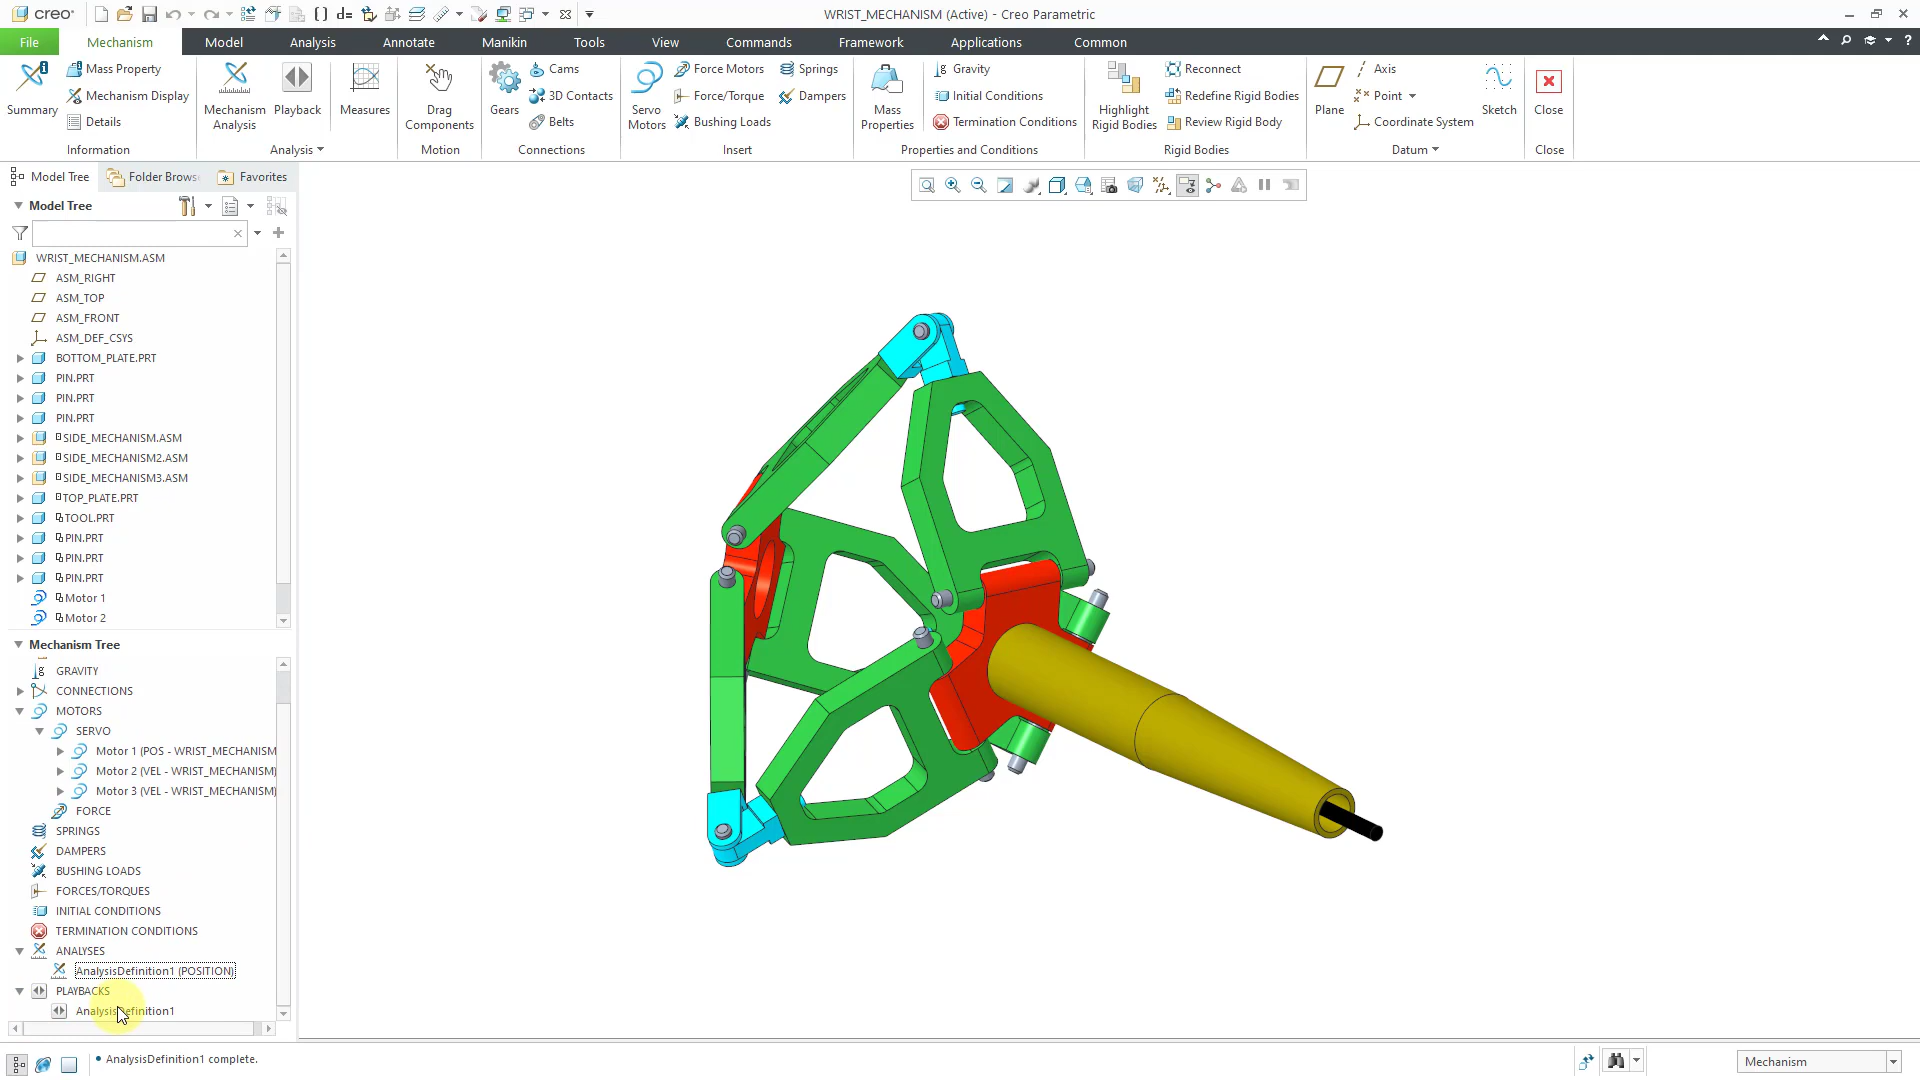 creo
d=
WRIST_MECHANISM (Active) - Creo Parametric
File
Mechanism
Model
Analysis
Annotate
Manikin
Tools
View
Commands
Framework
Applications
Common
Summary
Mass Property
Mechanism Display
Details
Information
Mechanism
Analysis
Playback
Measures
Analysis
Drag
Components
Motion
Gears
Cams
3D Contacts
Belts
Connections
Servo
Motors
Force Motors
Force/Torque
Bushing Loads
Springs
Dampers
Insert
Mass
Properties
Gravity
Initial Conditions
Termination Conditions
Properties and Conditions
Highlight
Rigid Bodies
Reconnect
Redefine Rigid Bodies
Review Rigid Body
Rigid Bodies
Plane
Axis
Point
Coordinate System
Sketch
Datum
Close
Close
Model Tree
Folder Brows
Favorites
Model Tree
WRIST_MECHANISM.ASM
ASM_RIGHT
ASM_TOP
ASM_FRONT
ASM_DEF_CSYS
BOTTOM_PLATE.PRT
PIN.PRT
PIN.PRT
PIN.PRT
SIDE_MECHANISM.ASM
SIDE_MECHANISM2.ASM
SIDE_MECHANISM3.ASM
TOP_PLATE.PRT
TOOL.PRT
PIN.PRT
PIN.PRT
PIN.PRT
Motor 1
Motor 2
Mechanism Tree
GRAVITY
CONNECTIONS
MOTORS
SERVO
Motor 1 (POS - WRIST_MECHANISM
Motor 2 (VEL - WRIST_MECHANISM)
Motor 3 (VEL - WRIST_MECHANISM)
FORCE
SPRINGS
DAMPERS
BUSHING LOADS
FORCES/TORQUES
INITIAL CONDITIONS
TERMINATION CONDITIONS
ANALYSES
AnalysisDefinition1 (POSITION)
PLAYBACKS
AnalysisDefinition1
• AnalysisDefinition1 complete.
Mechanism